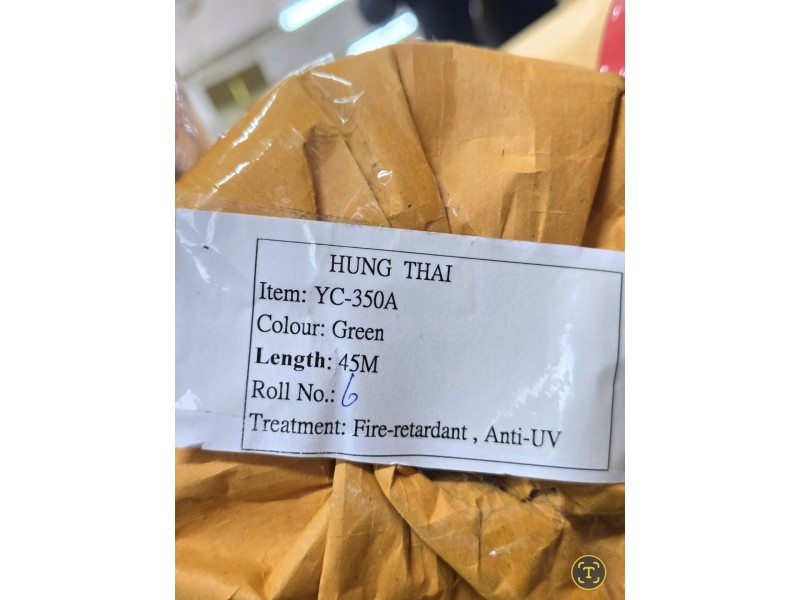 HUNG THAI
Item: YC-350A
Colour: Green
Length: 45M
Roll No.: 6
Treatment: Fire-retardant , Anti-UV